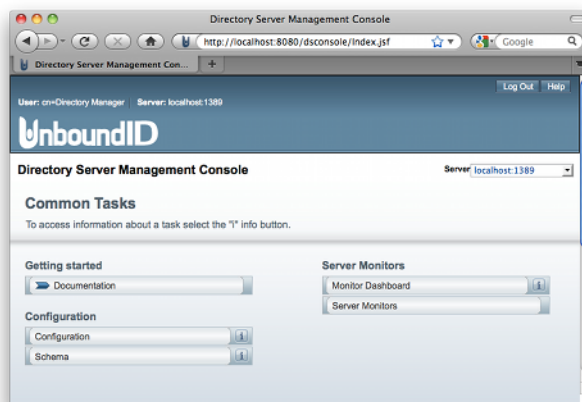 Directory Server Management Console
http://localhost:8080/dsconsole/Index.jsf
Google
Directory Server Management Con...
Log Out Help
User: cn=Directory Manager Server: localhost:1389
UnboundID
Directory Server Management Console
Server localhost:1389
Common Tasks
To access information about a task select the "i" info button.
Getting started
Documentation
Configuration
Configuration
i
Schema
i
Server Monitors
Monitor Dashboard
i
Server Monitors